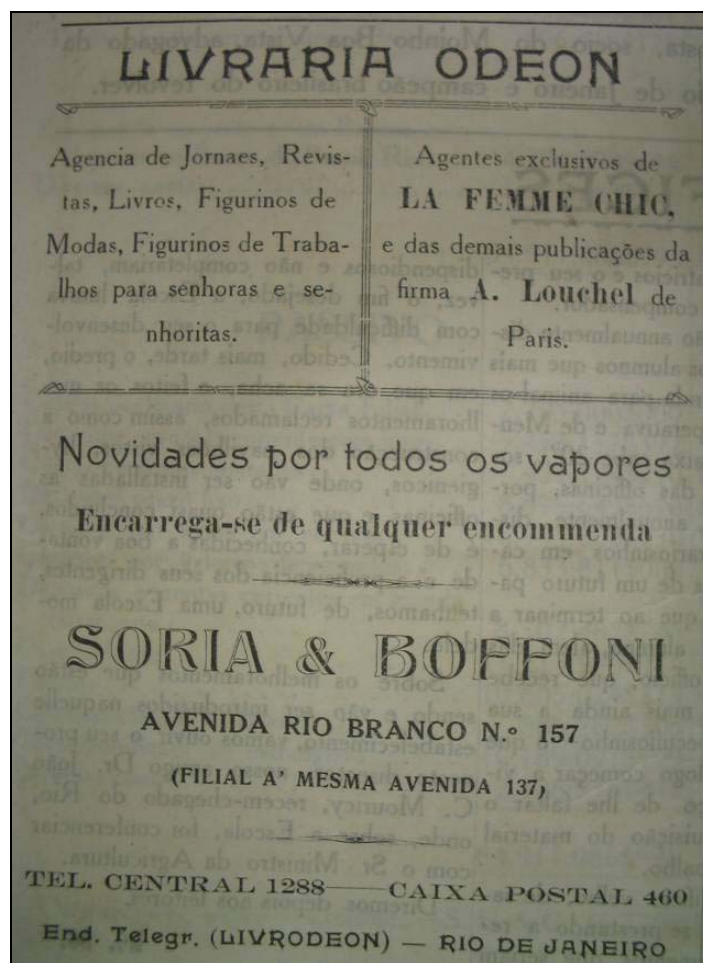 LIVRARIA ODEON
Agencia de Jornaes, Revis-
tas, Livros, Figurinos de
Modas, Figurinos de Traba-
lhos para senhoras e se-
nhoritas.
Agentes exclusivos de
LA FEMME CHIC,
e das demais publicações da
firma A. Louchel de
Paris.
Novidades por todos os vapores
Encarrega-se de qualquer encommenda
SORIA & BOFFONI
AVENIDA RIO BRANCO N.º 157
(FILIAL A' MESMA AVENIDA 137)
TEL. CENTRAL 1288—CAIXA POSTAL 460
End. Telegr. (LIVRODEON) — RIO DE JANEIRO